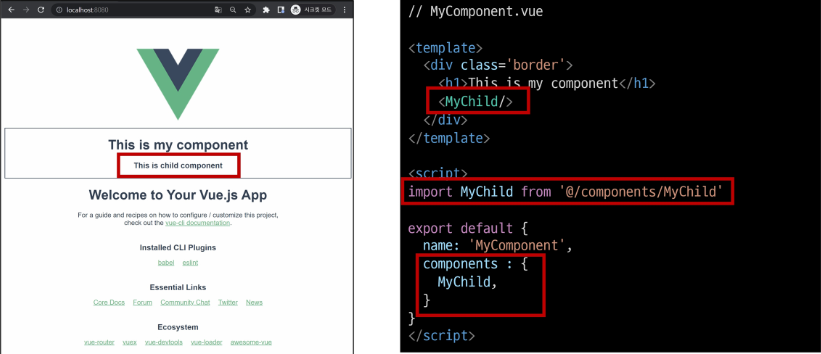 localhost:8080
시크릿 모드
This is my component
This is child component
Welcome to Your Vue.js App
For a guide and recipes on how to configure / customize this project,
check out the vue-cli documentation.
Installed CLI Plugins
babel eslint
Essential Links
Core Docs Forum Community Chat Twitter News
Ecosystem
vue-router vuex vue-devtools vue-loader awesome-vue
// MyComponent.vue
<template>
<div class='border'>
<h1>This is my component</h1>
<MyChild/>
</div>
</template>
<script>
import MyChild from '@/components/MyChild'
export default {
name: 'MyComponent',
components : {
MyChild,
}
}
</script>